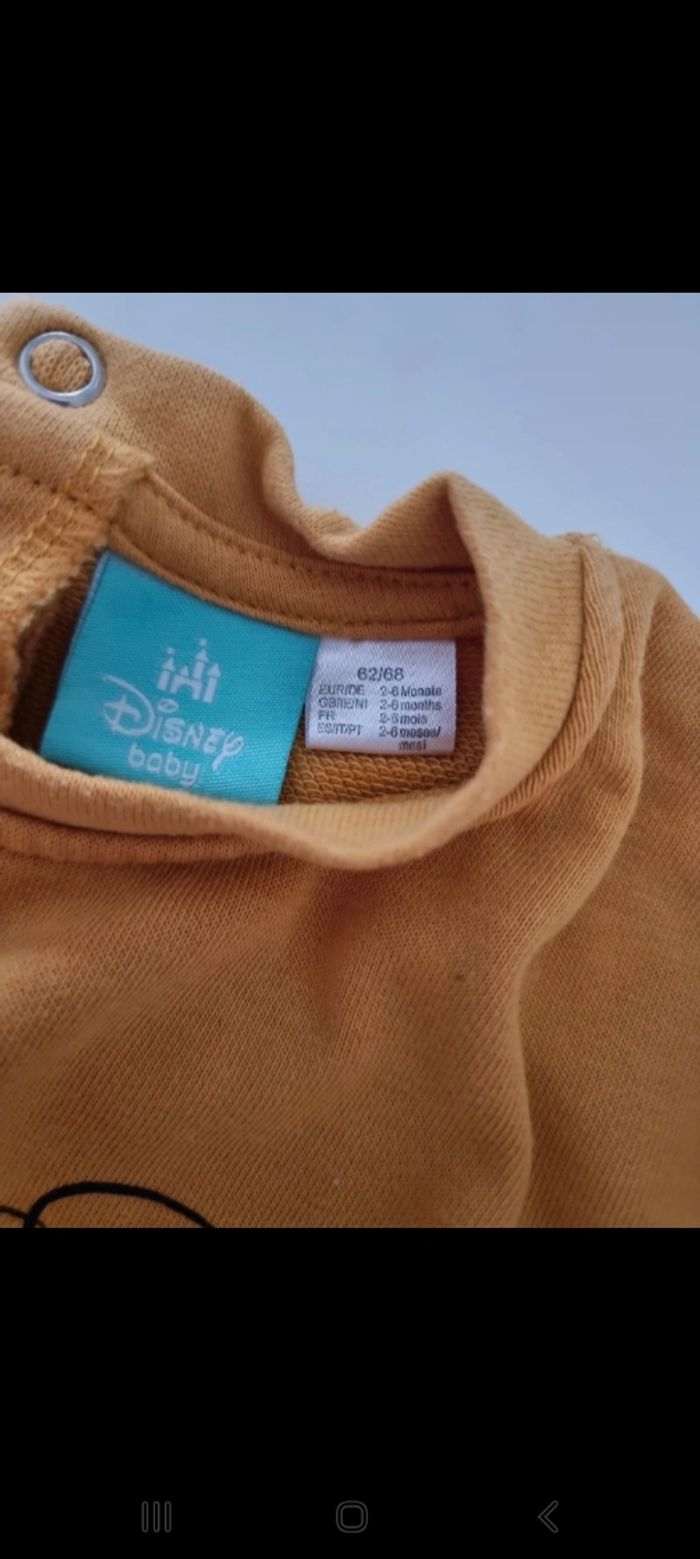 Disney
baby
62/68
EUR/DE 2-6 Monate
GB/IE/NI 2-6 months
FR 2-6 mois
ES/IT/PT 2-6 meses/
mesi